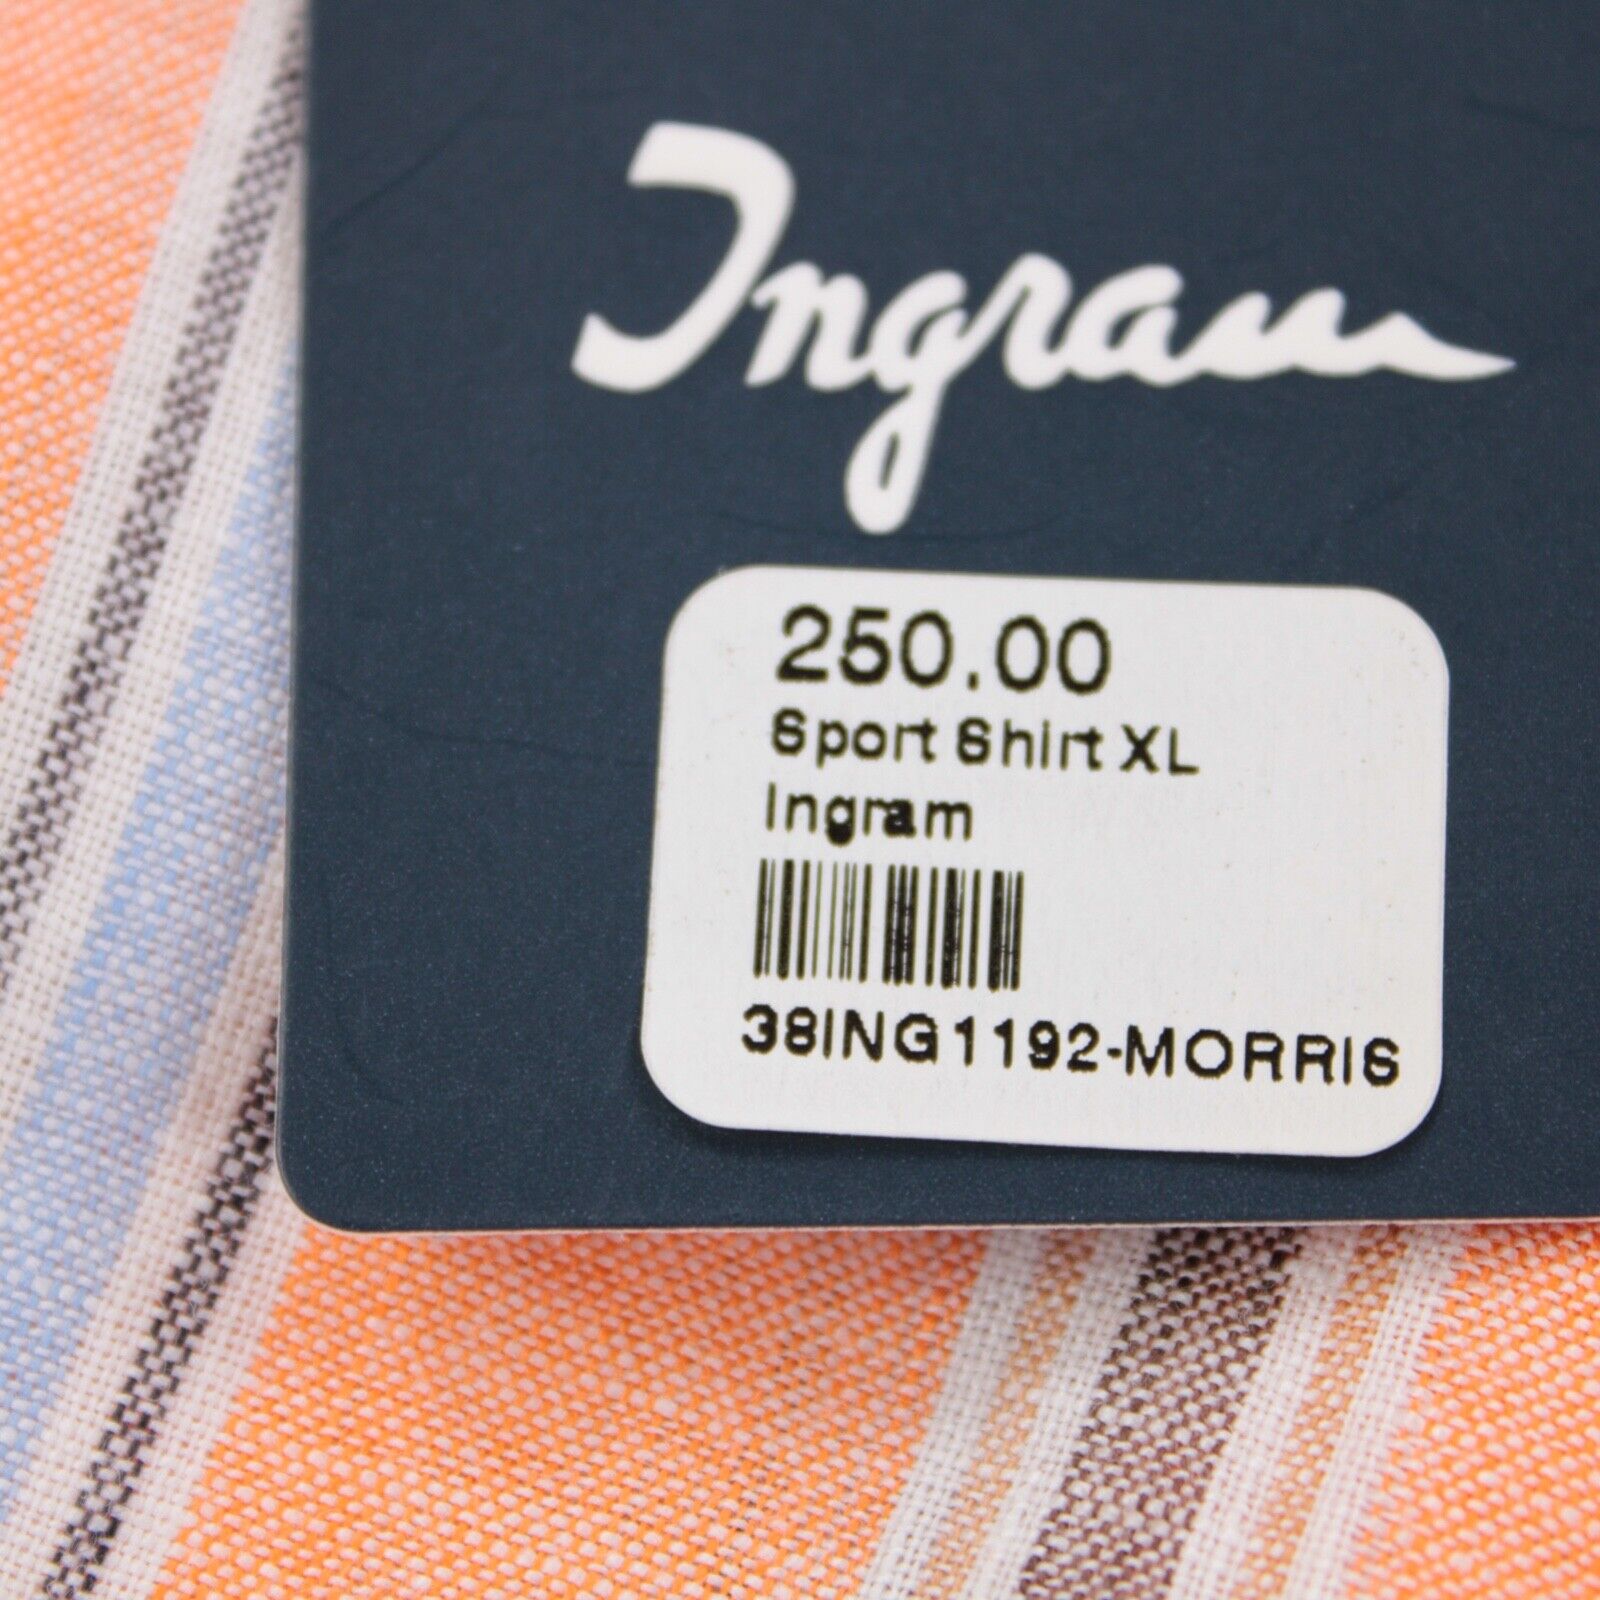 Ingram
250.00
Sport Shirt XL
Ingram
38ING1192-MORRIS